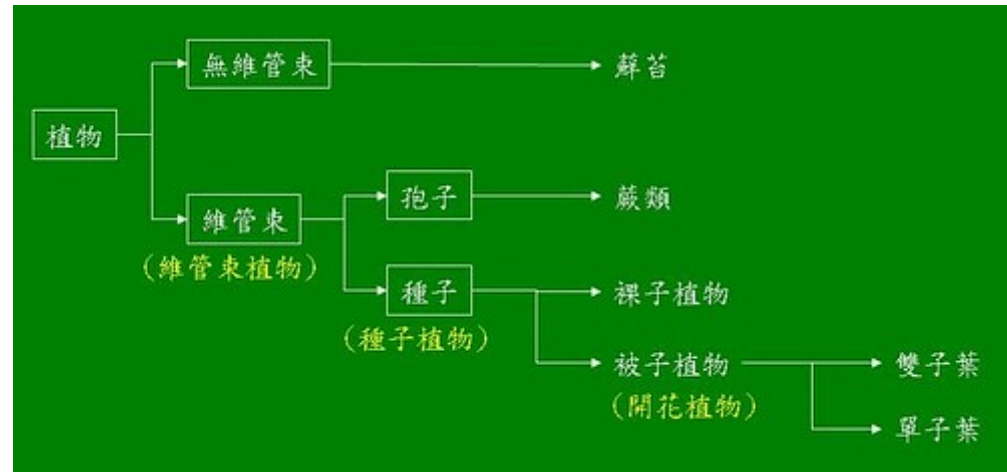 無維管束
蘚苔
植物
維管束
(維管束植物)
孢子
蕨類
種子
(種子植物)
裸子植物
被子植物
(開花植物)
雙子葉
單子葉